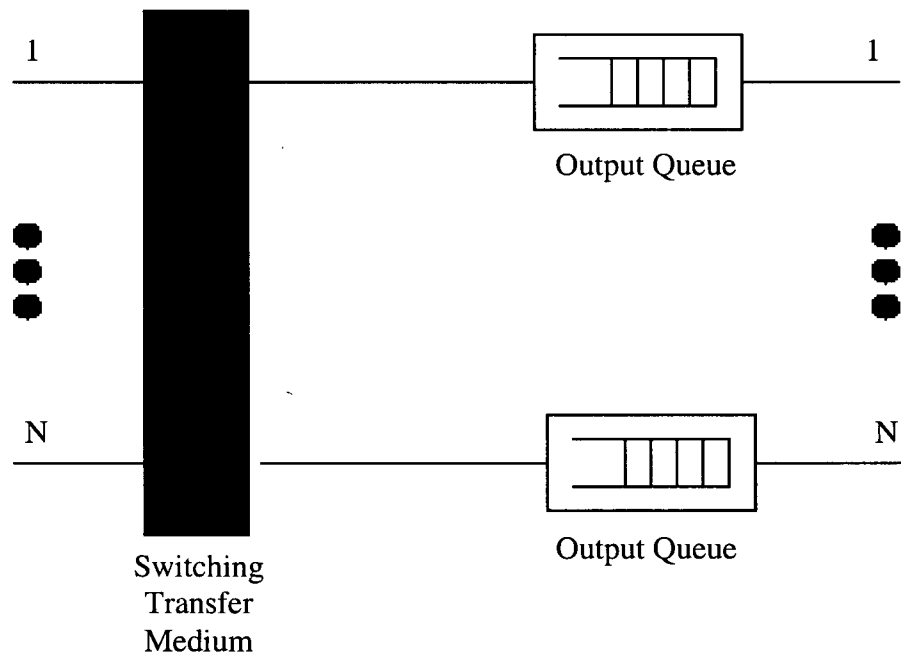 1
1
Output Queue
N
N
Output Queue
Switching
Transfer
Medium